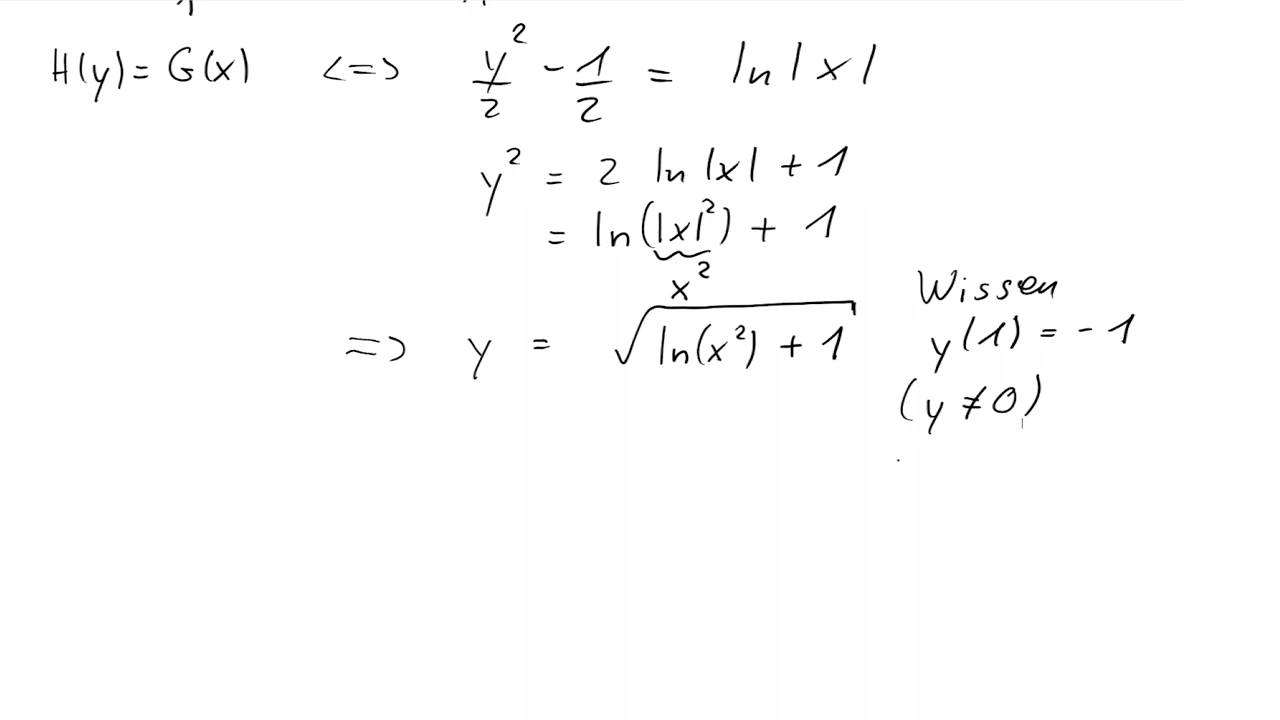 H(y) = G(x) <=> y²/2 - 1/2 = ln |x|
y² = 2 ln |x| + 1
= ln(|x|²) + 1
x²
Wissen
=> y = √(ln(x²) + 1)
y(1) = -1
(y ≠ 0)